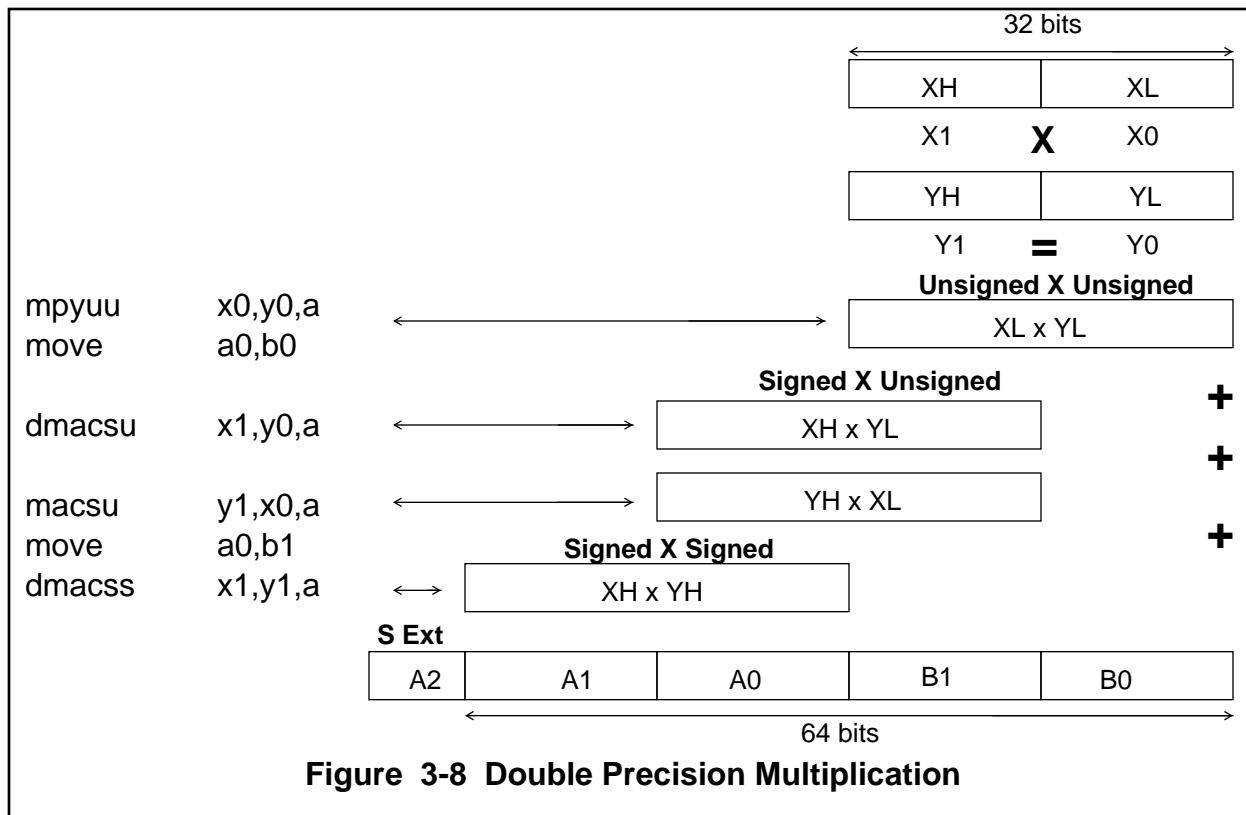 32 bits
XH XL
X1 X X0
YH YL
Y1 = Y0
Unsigned X Unsigned
mpyuu x0,y0,a
XL x YL
move a0,b0
Signed X Unsigned
+
dmacsu x1,y0,a
XH x YL
+
macsu y1,x0,a
YH x XL
move a0,b1
+
Signed X Signed
dmacss x1,y1,a
XH x YH
S Ext
A2 A1 A0 B1 B0
64 bits
Figure 3-8 Double Precision Multiplication